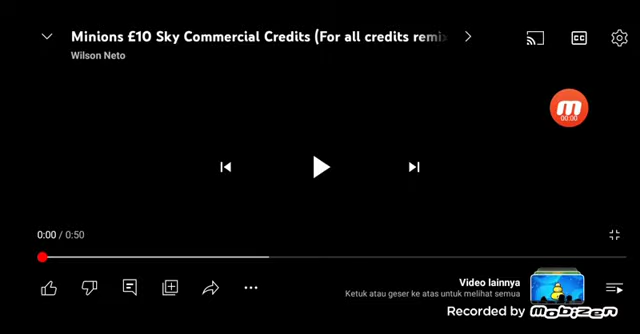 Minions £10 Sky Commercial Credits (For all credits remix
Wilson Neto
CC
m
00:00
0:00 / 0:50
Video lainnya
Ketuk atau geser ke atas untuk melihat semua
Recorded by mobizen